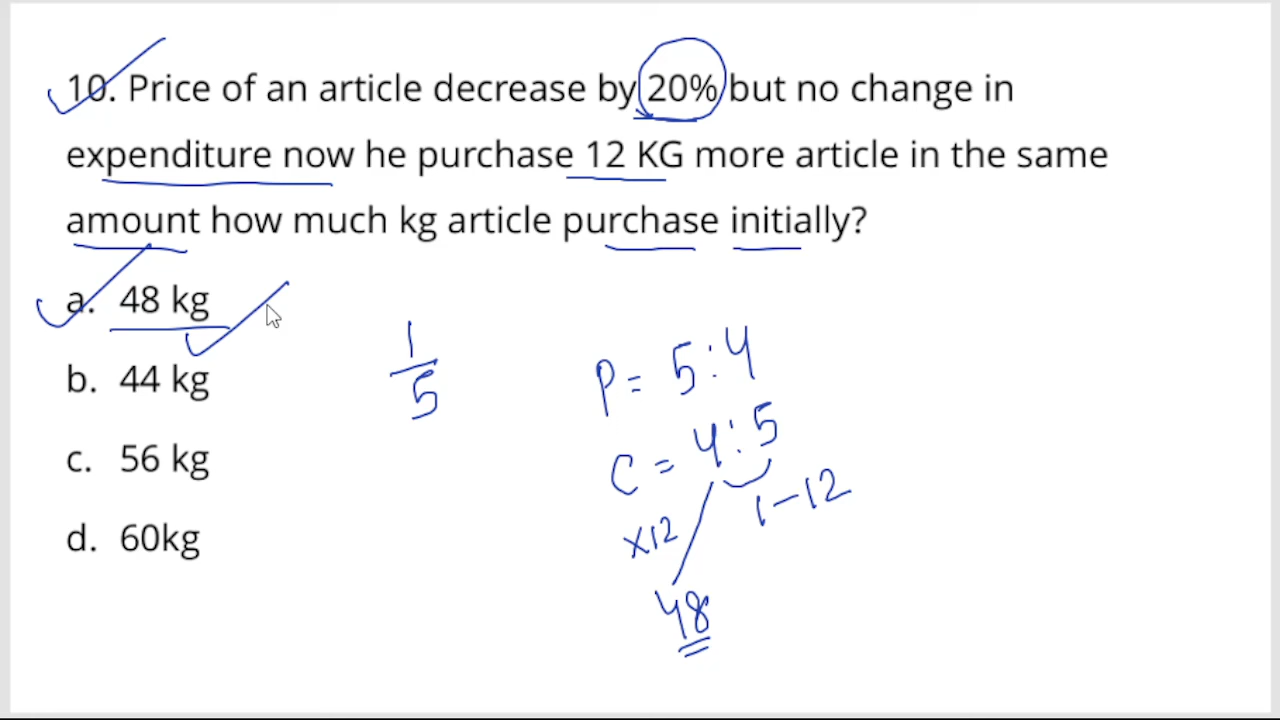 10. Price of an article decrease by 20% but no change in
expenditure now he purchase 12 KG more article in the same
amount how much kg article purchase initially?
a. 48 kg
b. 44 kg
c. 56 kg
d. 60kg
1
5
P = 5:4
C = 4:5
1-12
x12
48